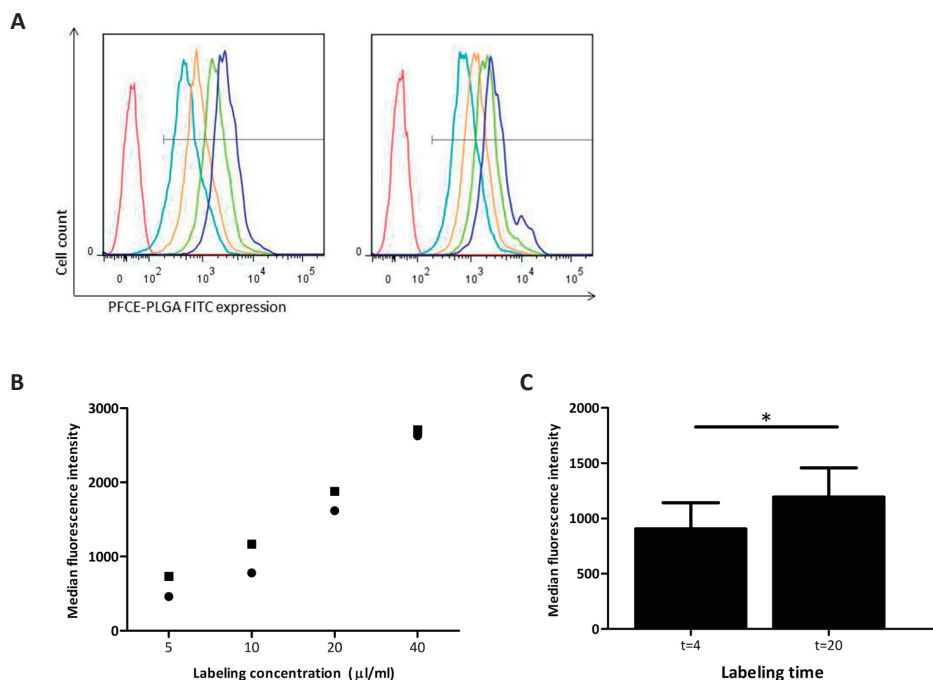 A
Cell count
0
0 10² 10³ 10⁴ 10⁵
0
0 10² 10³ 10⁴ 10⁵
PFCE-PLGA FITC expression
B
Median fluorescence intensity
3000
2000
1000
0
5 10 20 40
Labeling concentration (µl/ml)
C
Median fluorescence intensity
2000
1500
1000
500
0
*
t=4 t=20
Labeling time